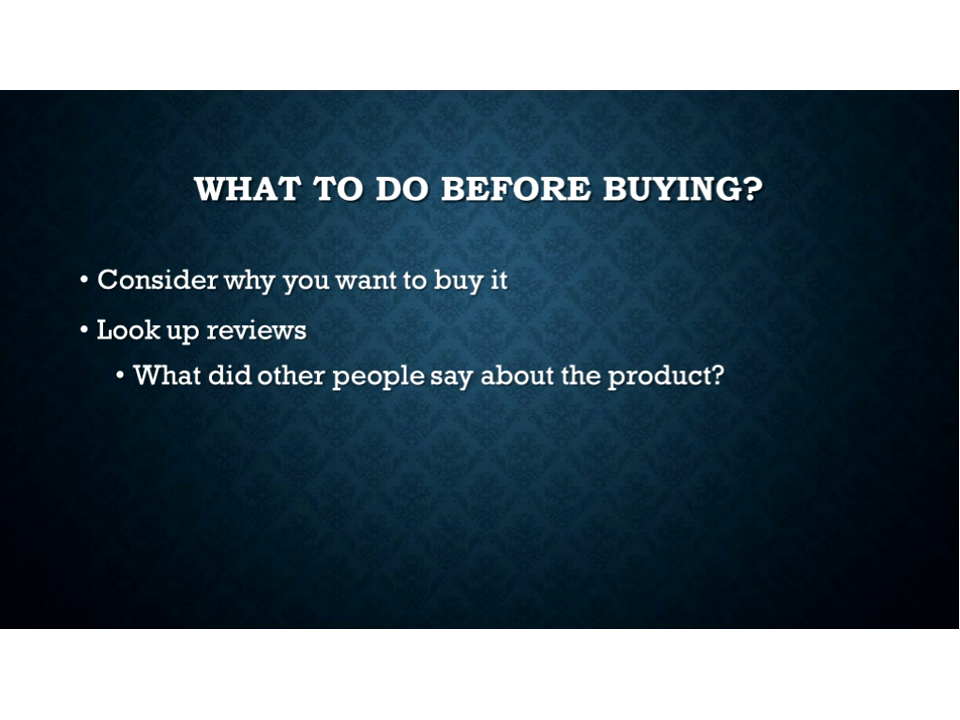 WHAT TO DO BEFORE BUYING?
• Consider why you want to buy it
• Look up reviews
• What did other people say about the product?